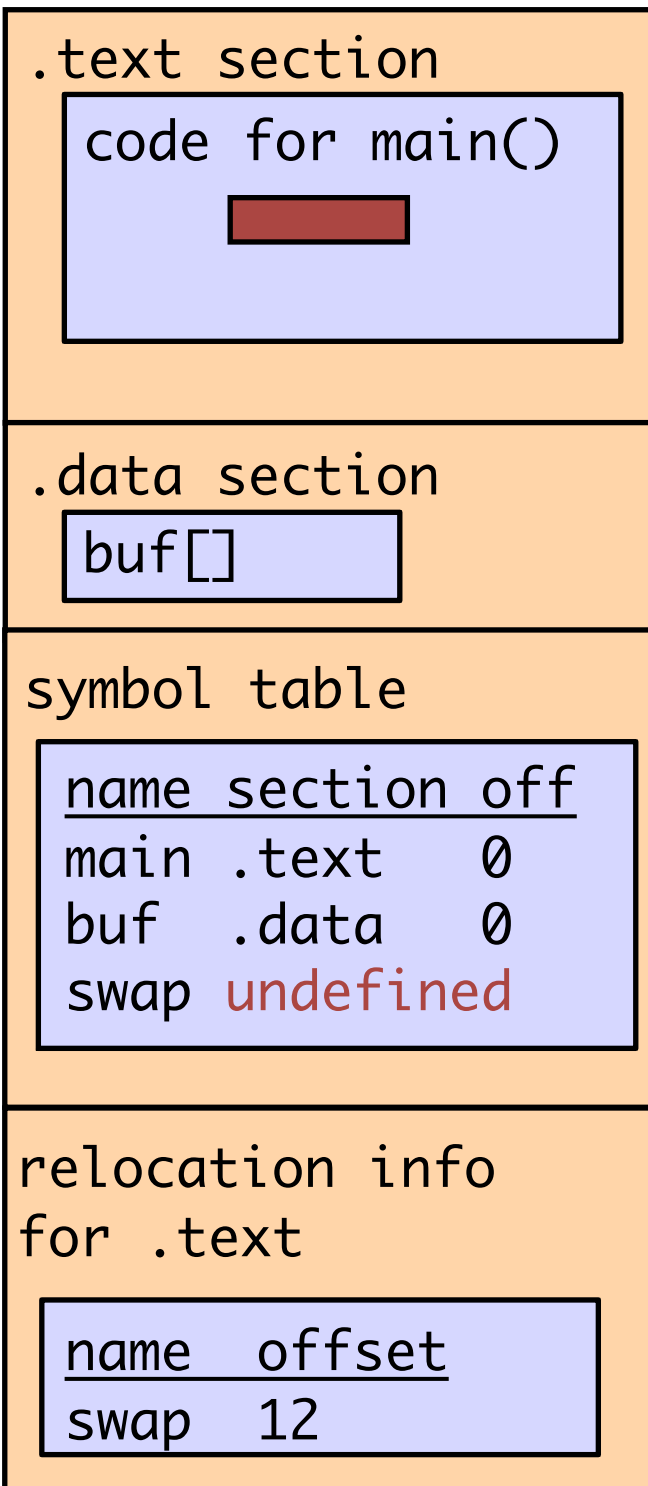 .text section
code for main()
.data section
buf[]
symbol table
name section off
main .text 0
buf .data 0
swap undefined
relocation info
for .text
name offset
swap 12